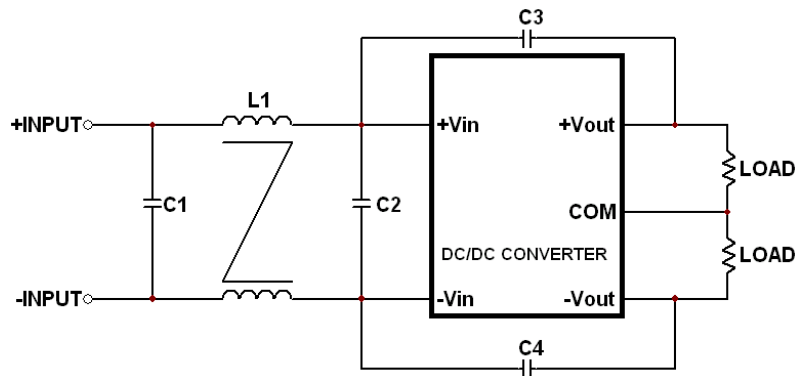 C3
L1
+INPUT
+Vin
+Vout
LOAD
C1
C2
COM
DC/DC CONVERTER
LOAD
-INPUT
-Vin
-Vout
C4